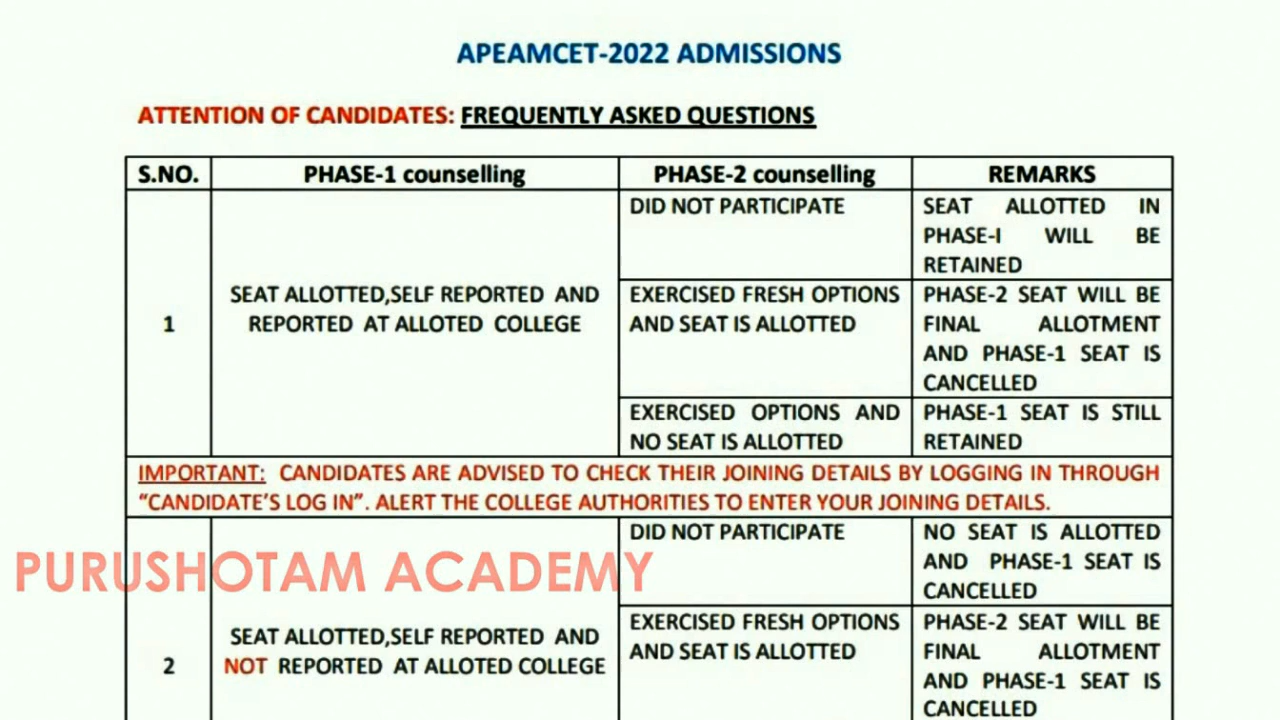 APEAMCET-2022 ADMISSIONS
ATTENTION OF CANDIDATES: FREQUENTLY ASKED QUESTIONS
S.NO. PHASE-1 counselling PHASE-2 counselling REMARKS
1
SEAT ALLOTTED,SELF REPORTED AND
REPORTED AT ALLOTED COLLEGE
DID NOT PARTICIPATE
SEAT ALLOTTED IN
PHASE-I WILL BE
RETAINED
EXERCISED FRESH OPTIONS
AND SEAT IS ALLOTTED
PHASE-2 SEAT WILL BE
FINAL ALLOTMENT
AND PHASE-1 SEAT IS
CANCELLED
EXERCISED OPTIONS AND
NO SEAT IS ALLOTTED
PHASE-1 SEAT IS STILL
RETAINED
IMPORTANT: CANDIDATES ARE ADVISED TO CHECK THEIR JOINING DETAILS BY LOGGING IN THROUGH
“CANDIDATE’S LOG IN”. ALERT THE COLLEGE AUTHORITIES TO ENTER YOUR JOINING DETAILS.
2
SEAT ALLOTTED,SELF REPORTED AND
NOT REPORTED AT ALLOTED COLLEGE
DID NOT PARTICIPATE
NO SEAT IS ALLOTTED
AND PHASE-1 SEAT IS
CANCELLED
EXERCISED FRESH OPTIONS
AND SEAT IS ALLOTTED
PHASE-2 SEAT WILL BE
FINAL ALLOTMENT
AND PHASE-1 SEAT IS
CANCELLED
PURUSHOTAM ACADEMY